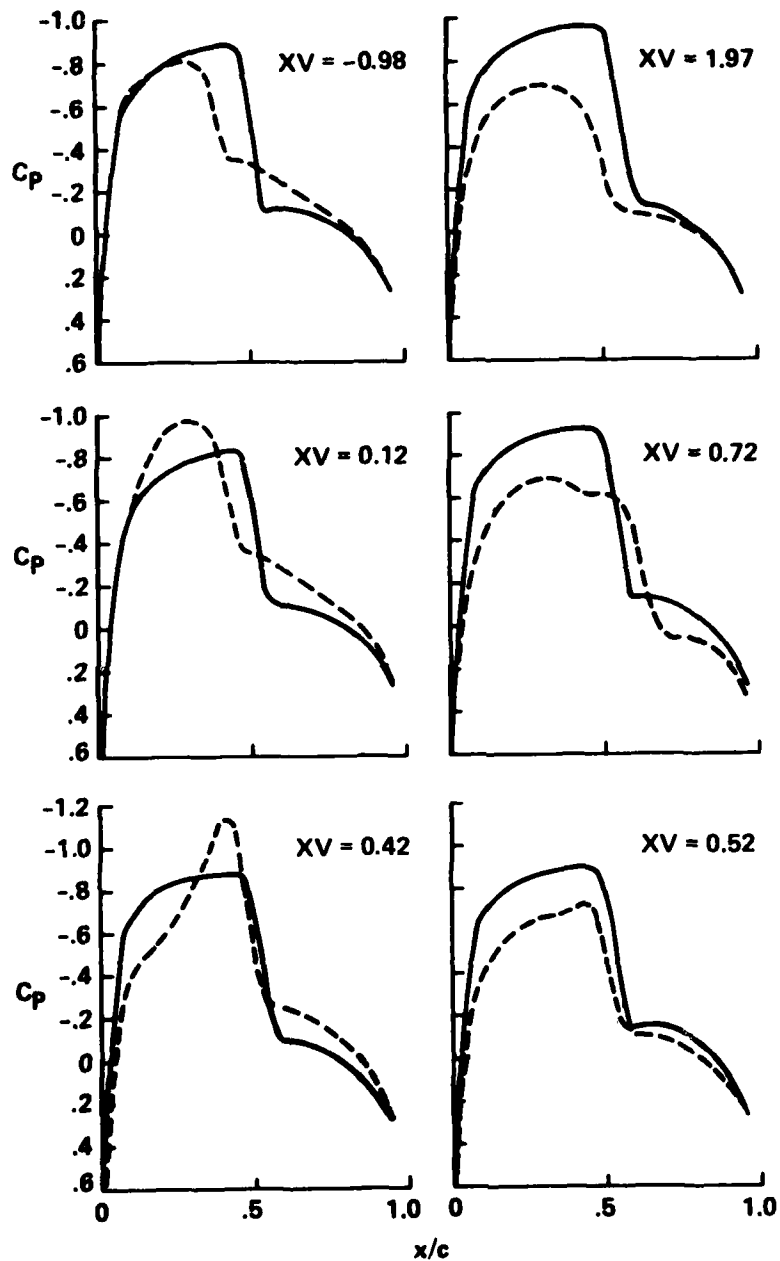 -1.0
-.8
-.6
-.4
-.2
0
.2
.4
.6
Cp
XV = -0.98
XV = 1.97
-1.0
-.8
-.6
-.4
-.2
0
.2
.4
.6
Cp
XV = 0.12
XV = 0.72
-1.2
-1.0
-.8
-.6
-.4
-.2
0
.2
.4
.6
Cp
XV = 0.42
XV = 0.52
0 .5 1.0
0 .5 1.0
x/c